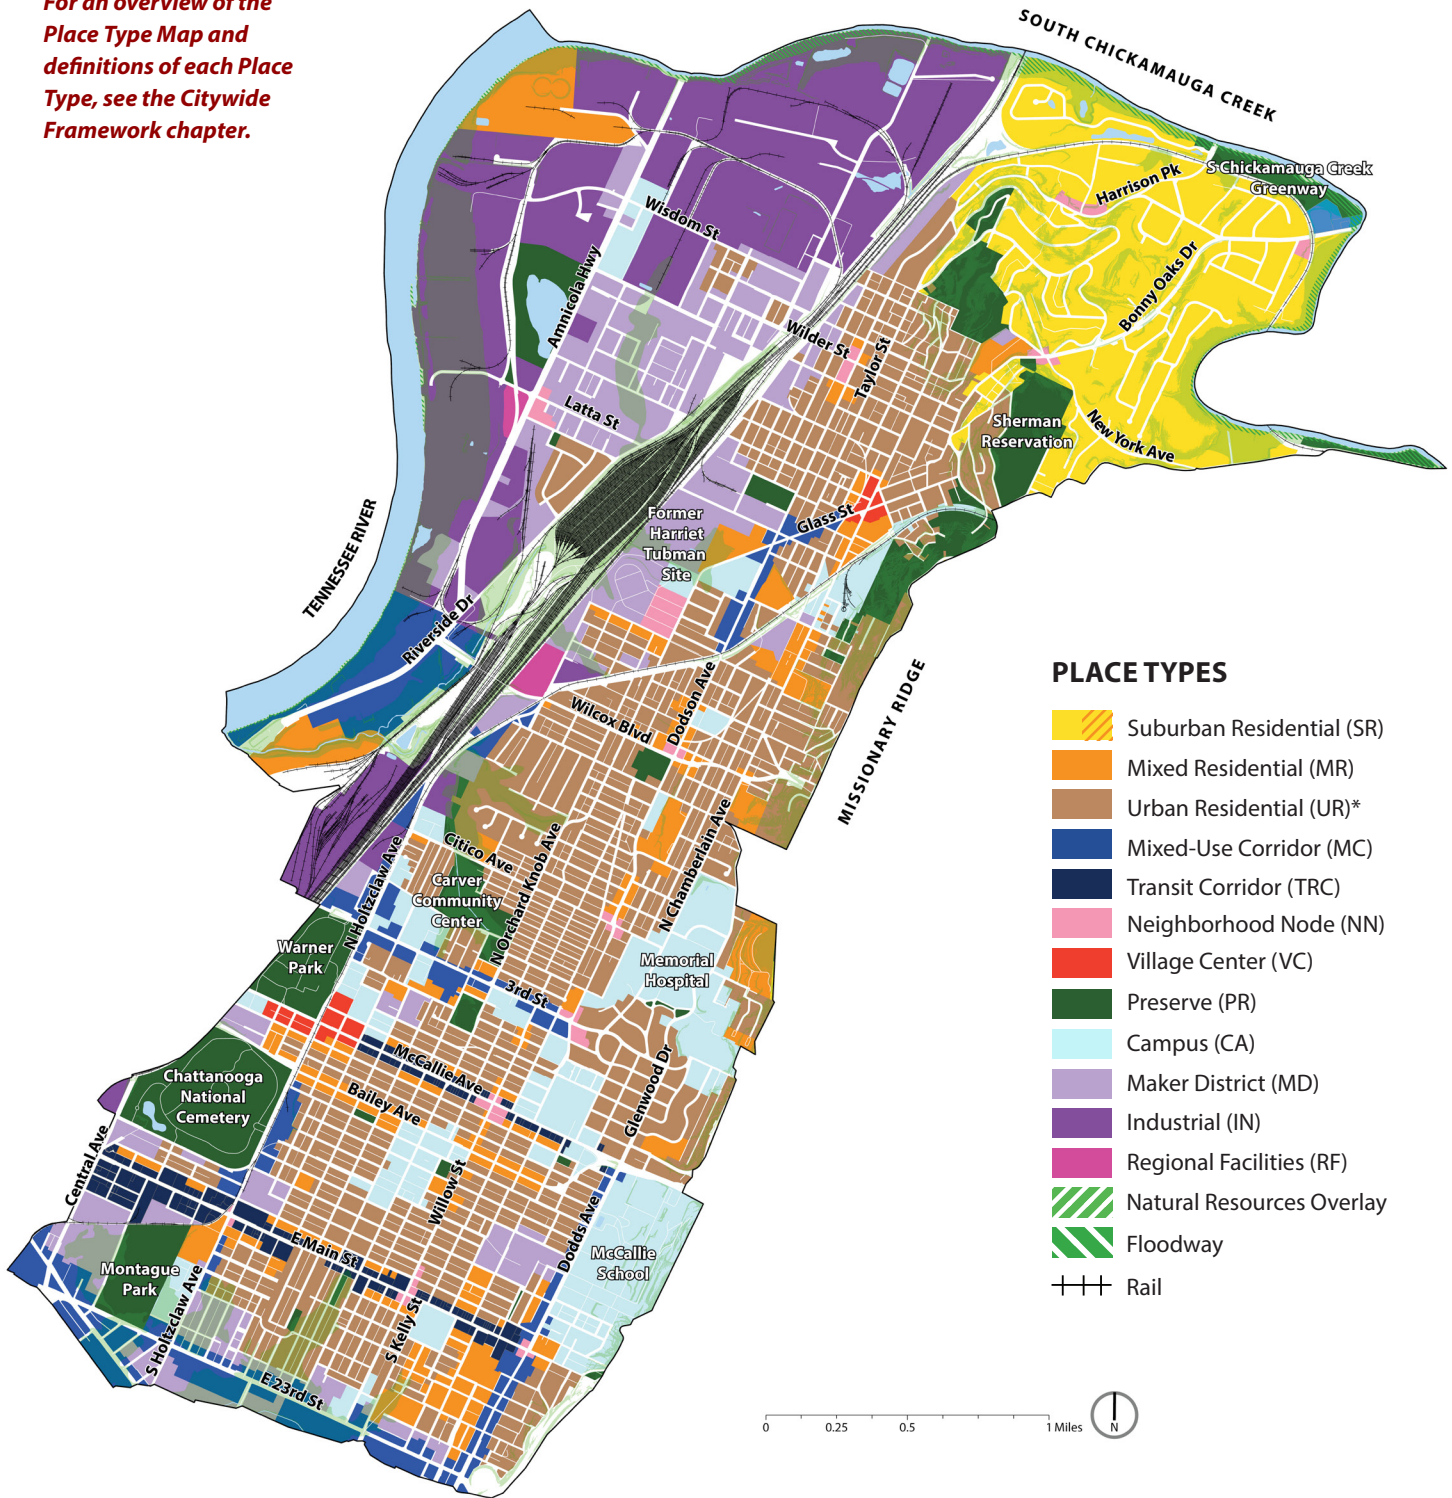 For an overview of the
Place Type Map and
definitions of each Place
Type, see the Citywide
Framework chapter.
SOUTH CHICKAMAUGA CREEK
S Chickamauga Creek
Greenway
Harrison Pk
Wisdom St
Amnicola Hwy
Bonny Oaks Dr
Wilder St
Taylor St
Latta St
Sherman
Reservation
New York Ave
TENNESSEE RIVER
Former
Harriet
Tubman
Site
Glass St
Riverside Dr
MISSIONARY RIDGE
Wilcox Blvd
Dodson Ave
N Chamberlain Ave
Citico Ave
N Orchard Knob Ave
N Holtzclaw Ave
Carver
Community
Center
Warner
Park
Memorial
Hospital
3rd St
McCallie Ave
Bailey Ave
Glenwood Dr
Chattanooga
National
Cemetery
Central Ave
Willow St
Dodds Ave
E Main St
McCallie
School
Montague
Park
S Holtzclaw Ave
S Kelly St
E 23rd St
PLACE TYPES
Suburban Residential (SR)
Mixed Residential (MR)
Urban Residential (UR)*
Mixed-Use Corridor (MC)
Transit Corridor (TRC)
Neighborhood Node (NN)
Village Center (VC)
Preserve (PR)
Campus (CA)
Maker District (MD)
Industrial (IN)
Regional Facilities (RF)
Natural Resources Overlay
Floodway
Rail
0 0.25 0.5 1 Miles
N